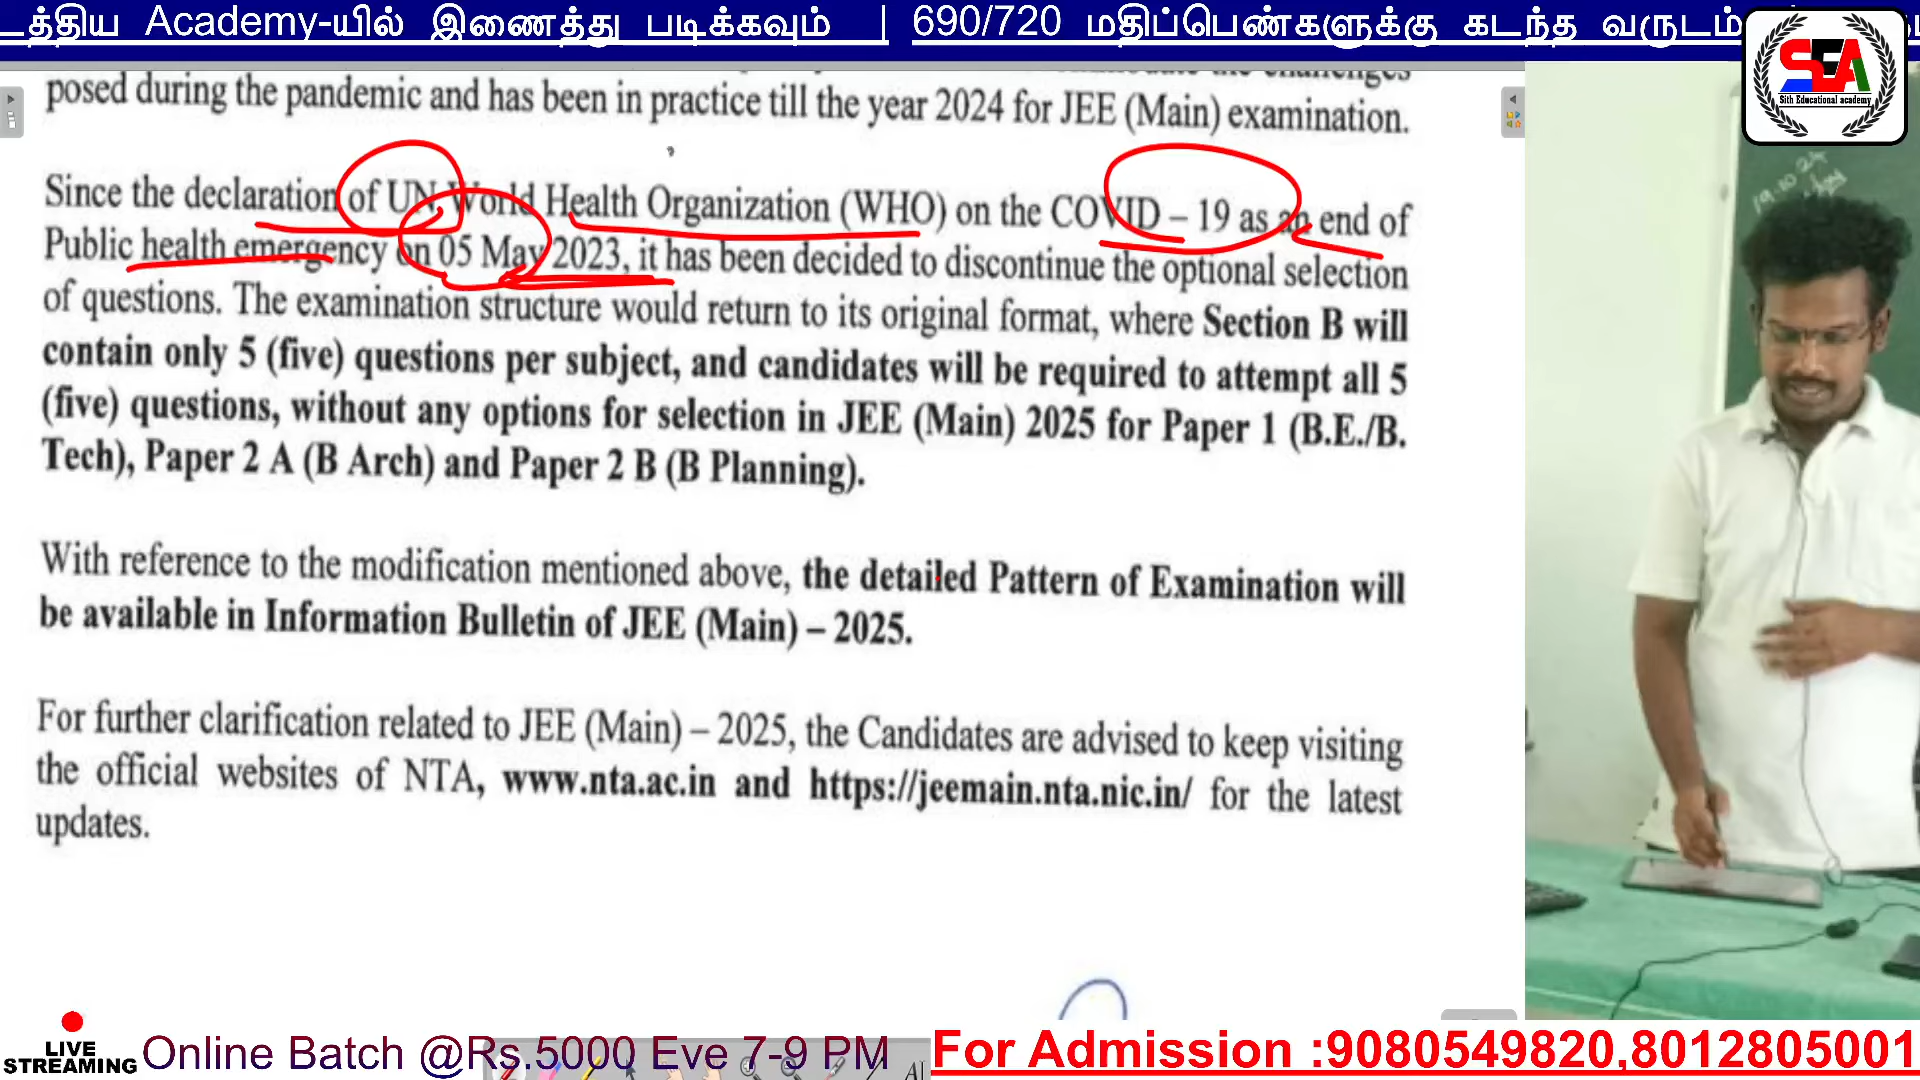 டத்திய Academy-யில் இணைத்து படிக்கவும் | 690/720 மதிப்பெண்களுக்கு கடந்த வருடம்
SEA
Sith Educational academy
posed during the pandemic and has been in practice till the year 2024 for JEE (Main) examination.
Since the declaration of UN World Health Organization (WHO) on the COVID – 19 as an end of
Public health emergency on 05 May 2023, it has been decided to discontinue the optional selection
of questions. The examination structure would return to its original format, where Section B will
contain only 5 (five) questions per subject, and candidates will be required to attempt all 5
(five) questions, without any options for selection in JEE (Main) 2025 for Paper 1 (B.E./B.
Tech), Paper 2 A (B Arch) and Paper 2 B (B Planning).
With reference to the modification mentioned above, the detailed Pattern of Examination will
be available in Information Bulletin of JEE (Main) – 2025.
For further clarification related to JEE (Main) – 2025, the Candidates are advised to keep visiting
the official websites of NTA, www.nta.ac.in and https://jeemain.nta.nic.in/ for the latest
updates.
LIVE
STREAMING
Online Batch @Rs.5000 Eve 7-9 PM
For Admission :9080549820,8012805001